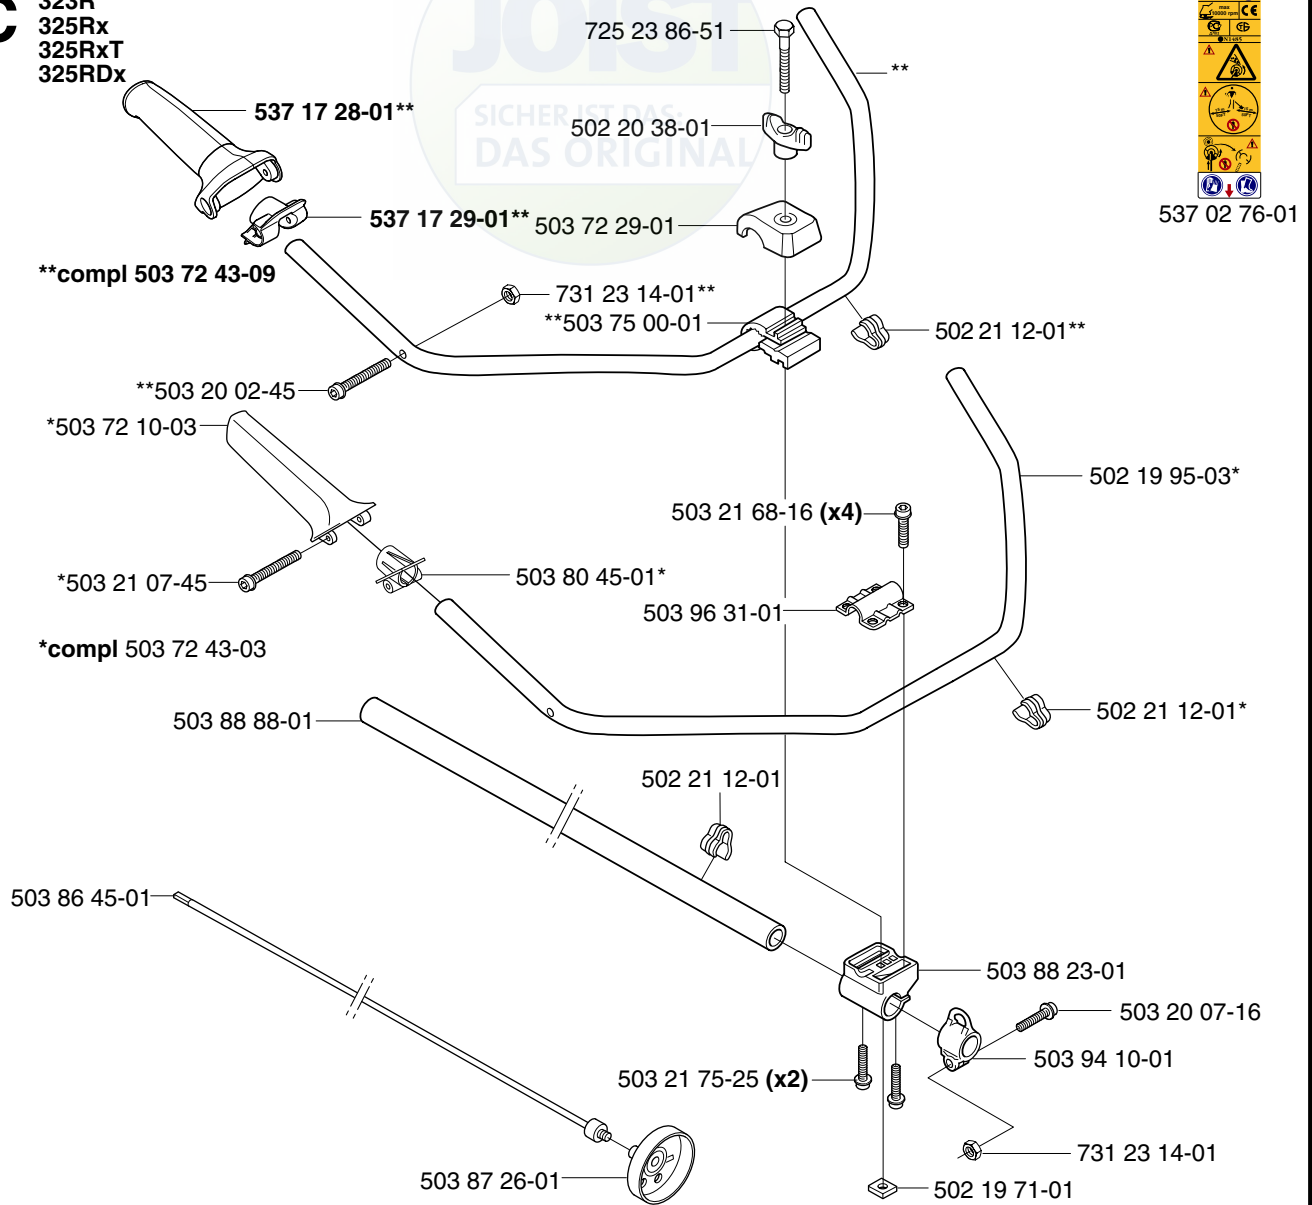 C
323R
325Rx
325RxT
325RDx
JOIST
SICHER IST DAS:
DAS ORIGINAL
725 23 86-51
**
max
10000 rpm
CE
537 17 28-01**
502 20 38-01
537 17 29-01**
503 72 29-01
537 02 76-01
**compl 503 72 43-09
731 23 14-01**
**503 75 00-01
502 21 12-01**
**503 20 02-45
*503 72 10-03
502 19 95-03*
503 21 68-16 (x4)
*503 21 07-45
503 80 45-01*
503 96 31-01
*compl 503 72 43-03
503 88 88-01
502 21 12-01*
502 21 12-01
503 86 45-01
503 88 23-01
503 20 07-16
503 94 10-01
503 21 75-25 (x2)
731 23 14-01
503 87 26-01
502 19 71-01